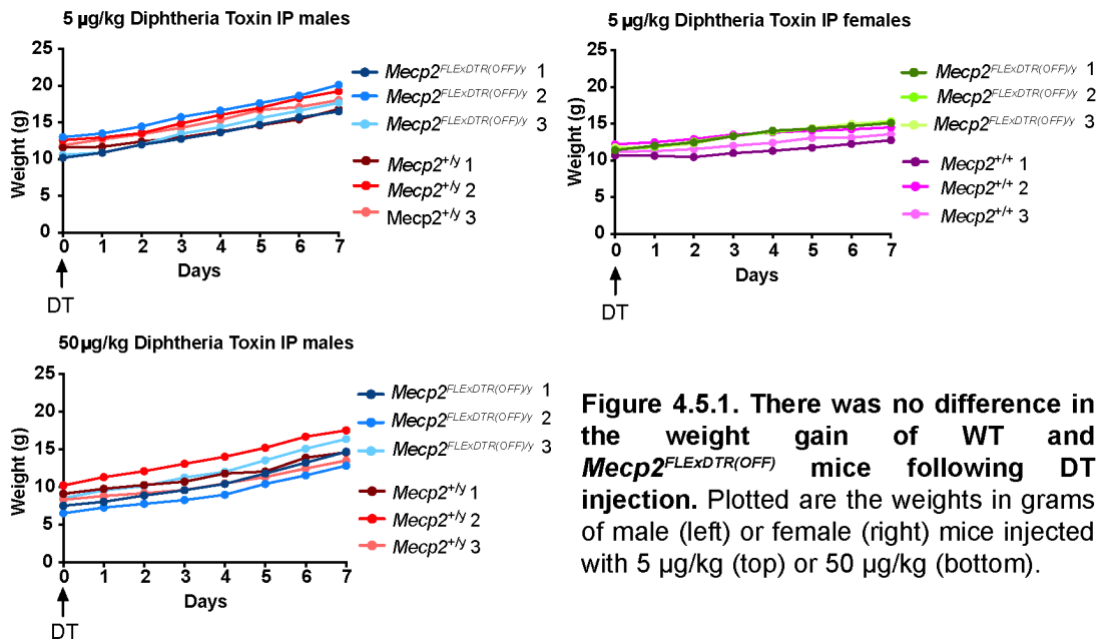 5 µg/kg Diphtheria Toxin IP males
25
20
15
10
5
0
Weight (g)
0 1 2 3 4 5 6 7
Days
DT
Mecp2FLExDTR(OFF)/y 1
Mecp2FLExDTR(OFF)/y 2
Mecp2FLExDTR(OFF)/y 3
Mecp2+/y 1
Mecp2+/y 2
Mecp2+/y 3
5 µg/kg Diphtheria Toxin IP females
25
20
15
10
5
0
Weight (g)
0 1 2 3 4 5 6 7
Days
DT
Mecp2FLExDTR(OFF)/y 1
Mecp2FLExDTR(OFF)/y 2
Mecp2FLExDTR(OFF)/y 3
Mecp2+/+ 1
Mecp2+/+ 2
Mecp2+/+ 3
50µg/kg Diphtheria Toxin IP males
25
20
15
10
5
0
Weight (g)
0 1 2 3 4 5 6 7
Days
DT
Mecp2FLExDTR(OFF)/y 1
Mecp2FLExDTR(OFF)/y 2
Mecp2FLExDTR(OFF)/y 3
Mecp2+/y 1
Mecp2+/y 2
Mecp2+/y 3
Figure 4.5.1. There was no difference in
the weight gain of WT and
Mecp2FLExDTR(OFF) mice following DT
injection. Plotted are the weights in grams
of male (left) or female (right) mice injected
with 5 µg/kg (top) or 50 µg/kg (bottom).